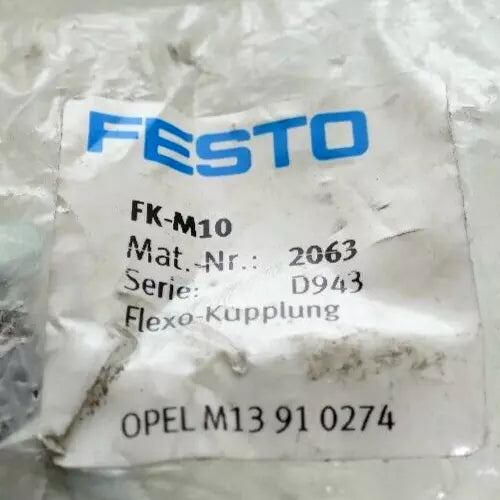 FESTO
FK-M10
Mat.-Nr.: 2063
Serie: D943
Flexo-Kupplung
OPEL M13 91 0274